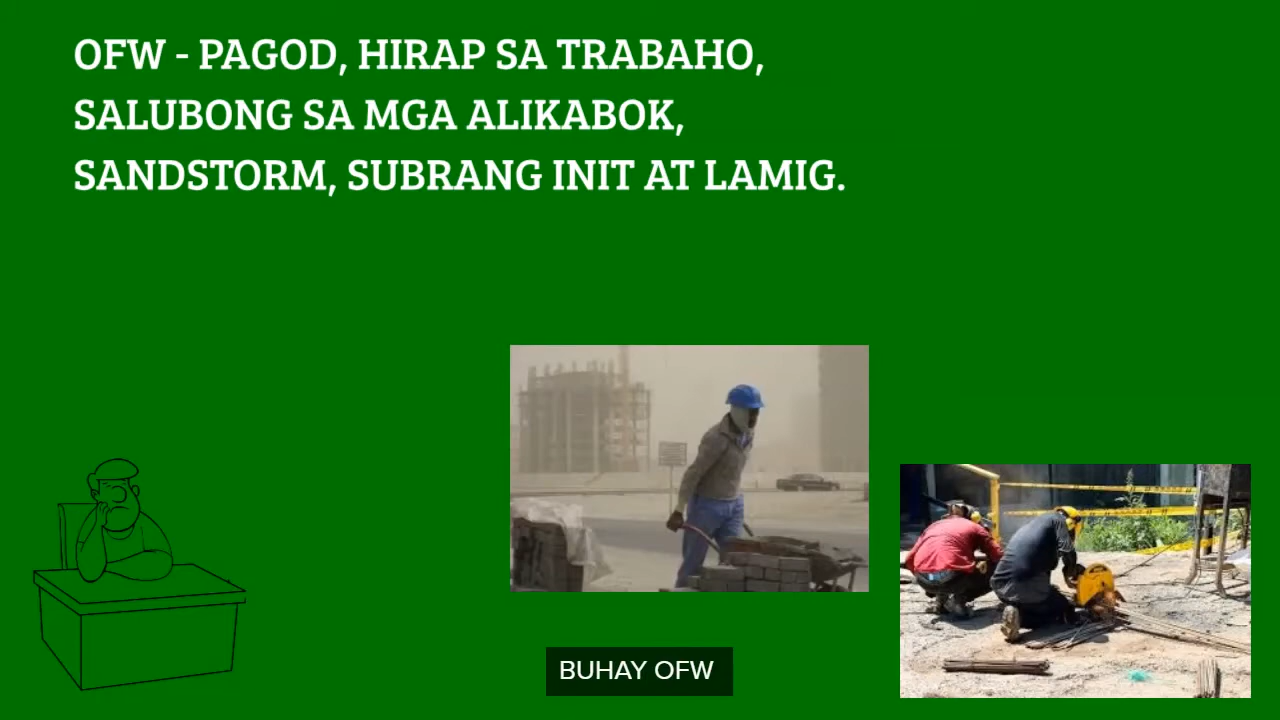 OFW - PAGOD, HIRAP SA TRABAHO,
SALUBONG SA MGA ALIKABOK,
SANDSTORM, SUBRANG INIT AT LAMIG.
BUHAY OFW